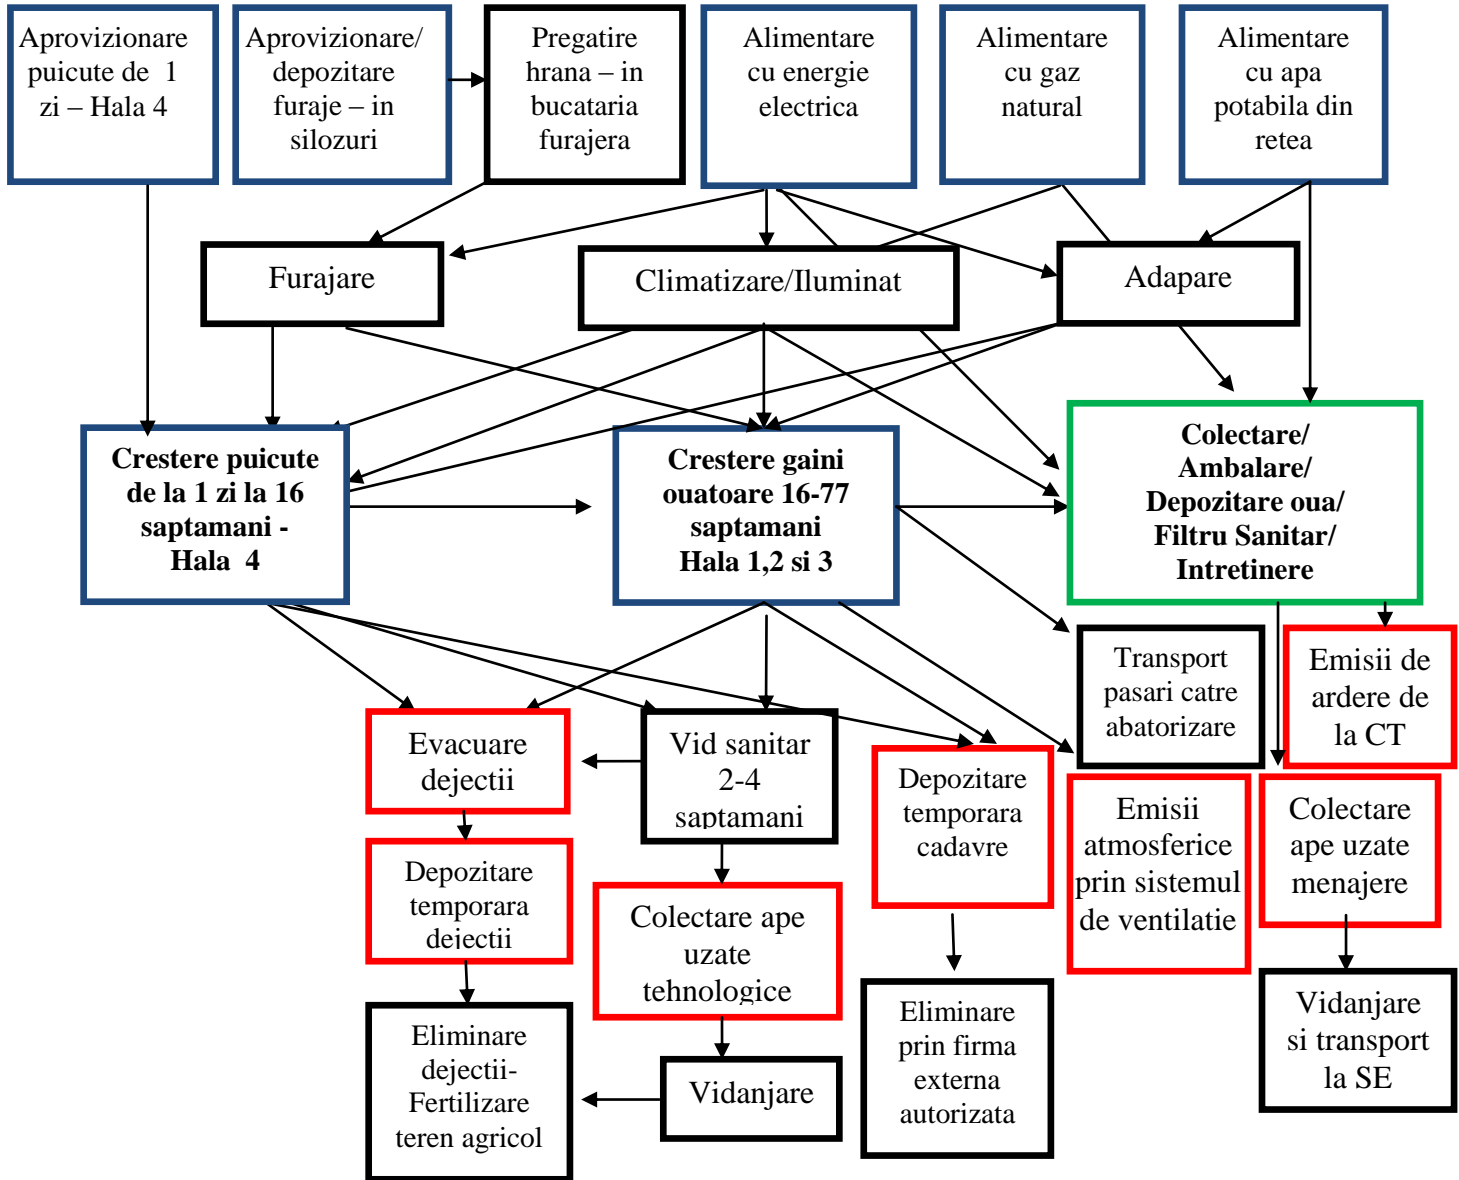 Aprovizionare
puicute de 1
zi – Hala 4
Aprovizionare/
depozitare
furaje – in
silozuri
Pregatire
hrana – in
bucataria
furajera
Alimentare
cu energie
electrica
Alimentare
cu gaz
natural
Alimentare
cu apa
potabila din
retea
Furajare
Climatizare/Iluminat
Adapare
Crestere puicute
de la 1 zi la 16
saptamani -
Hala 4
Crestere gaini
ouatoare 16-77
saptamani
Hala 1,2 si 3
Colectare/
Ambalare/
Depozitare oua/
Filtru Sanitar/
Intretinere
Transport
pasari catre
abatorizare
Emisii de
ardere de
la CT
Evacuare
dejectii
Vid sanitar
2-4
saptamani
Depozitare
temporara
cadavre
Emisii
atmosferice
prin sistemul
de ventilatie
Colectare
ape uzate
menajere
Depozitare
temporara
dejectii
Colectare ape
uzate
tehnologice
Eliminare
dejectii-
Fertilizare
teren agricol
Vidanjare
Eliminare
prin firma
externa
autorizata
Vidanjare
si transport
la SE